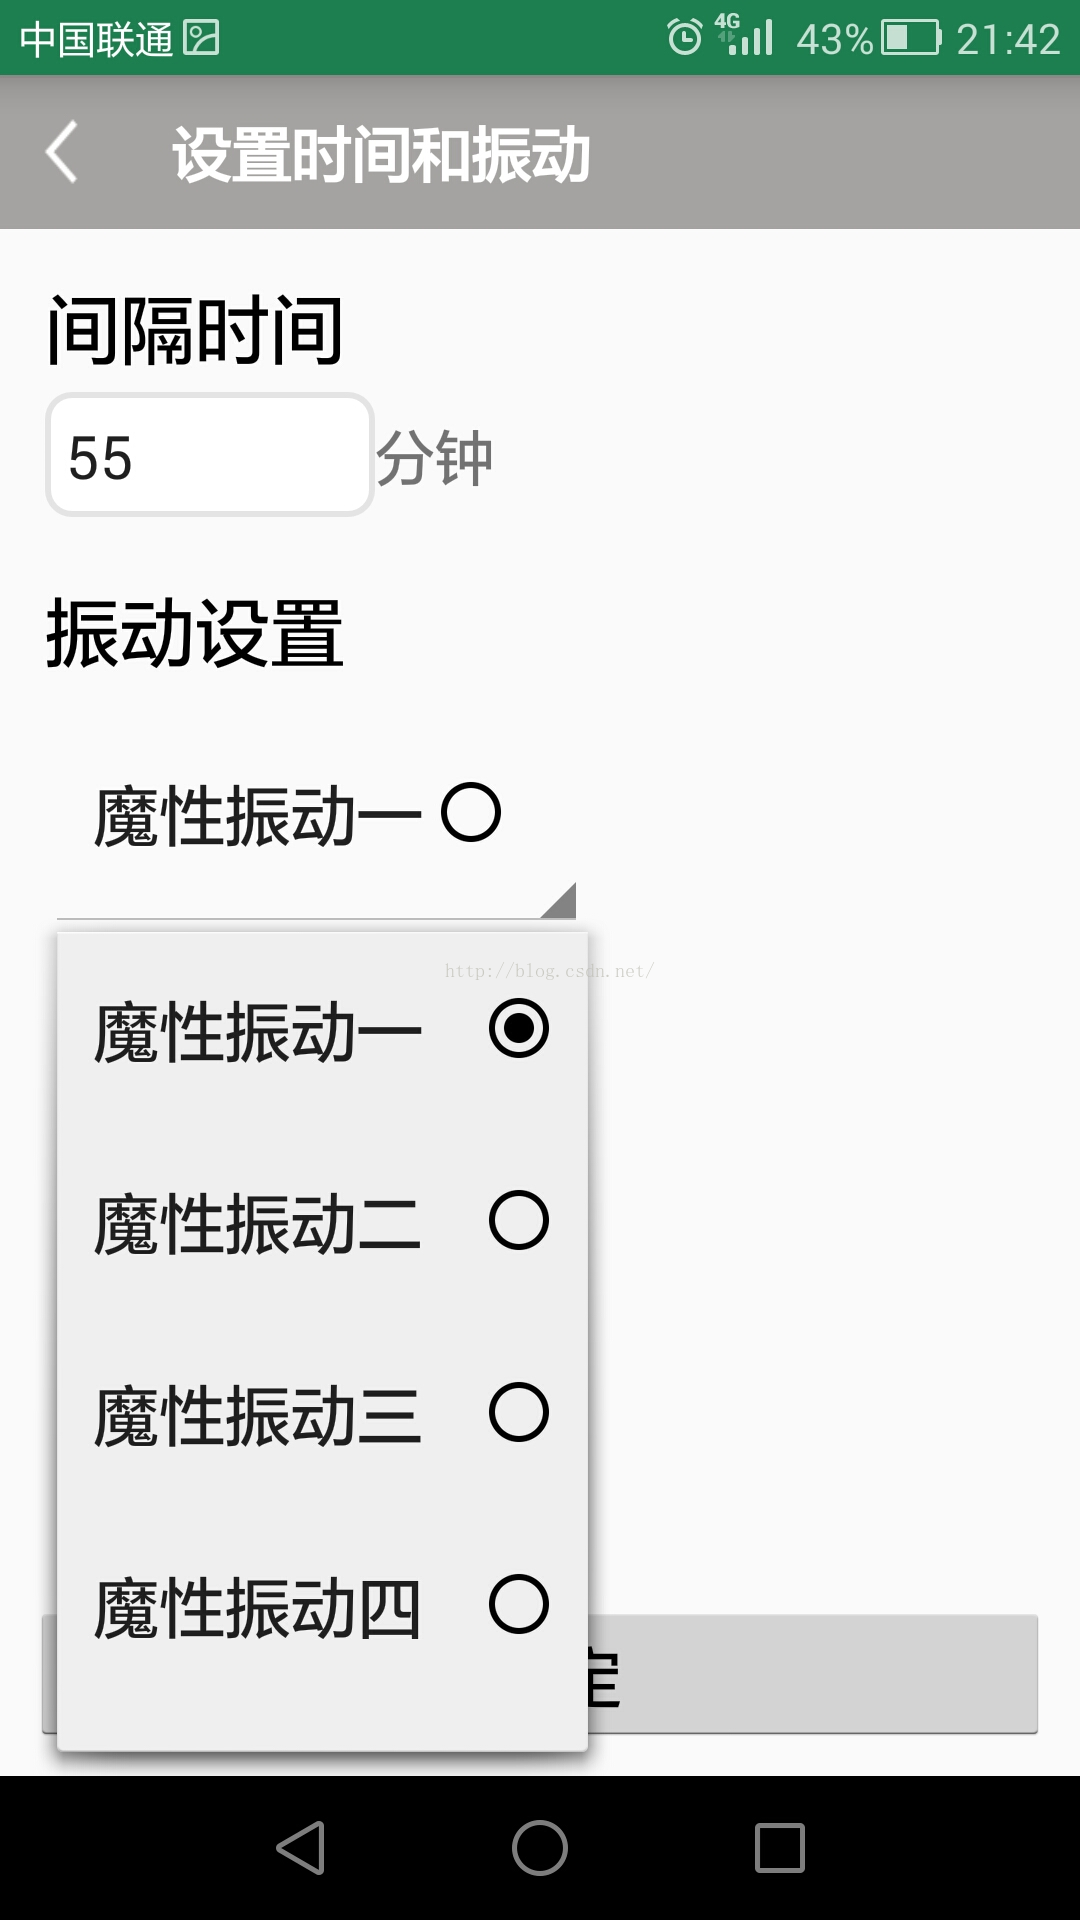 中国联通 4G 43% 21:42
设置时间和振动
间隔时间
55 分钟
振动设置
魔性振动一
http://blog.csdn.net/
魔性振动一
魔性振动二
魔性振动三
魔性振动四